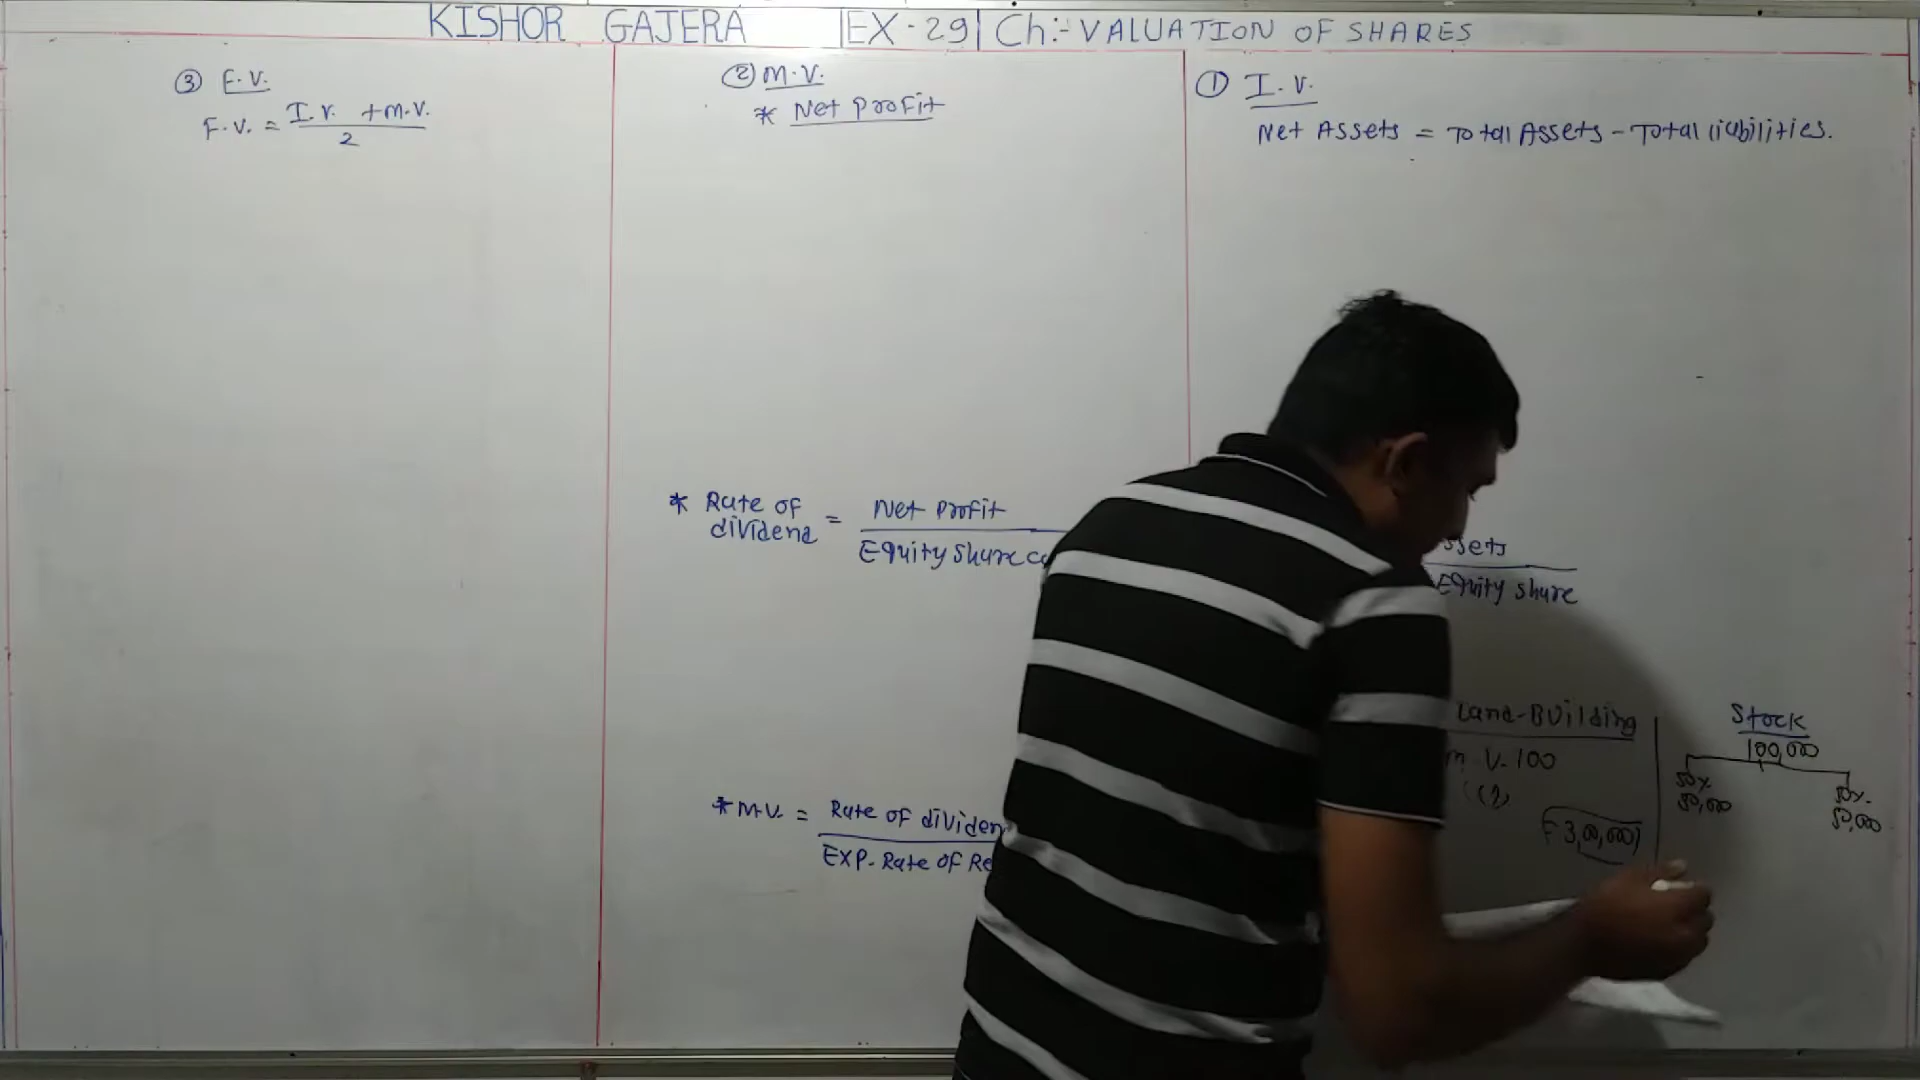 KISHOR GAJERA | EX-29 | Ch:- VALUATION OF SHARES
③ F.V.
F.V. = I.V. + M.V.
2
② M.V.
* Net Profit
* Rate of dividend = Net Profit
Equity Share
* M.V. = Rate of
EXP. Rate of
① I.V.
Net Assets = Total Assets - Total liabilities.
Equity Share
Land-Building
V. 100
3,00,000
Stock
100,000
50%
50,000
50%
50,000